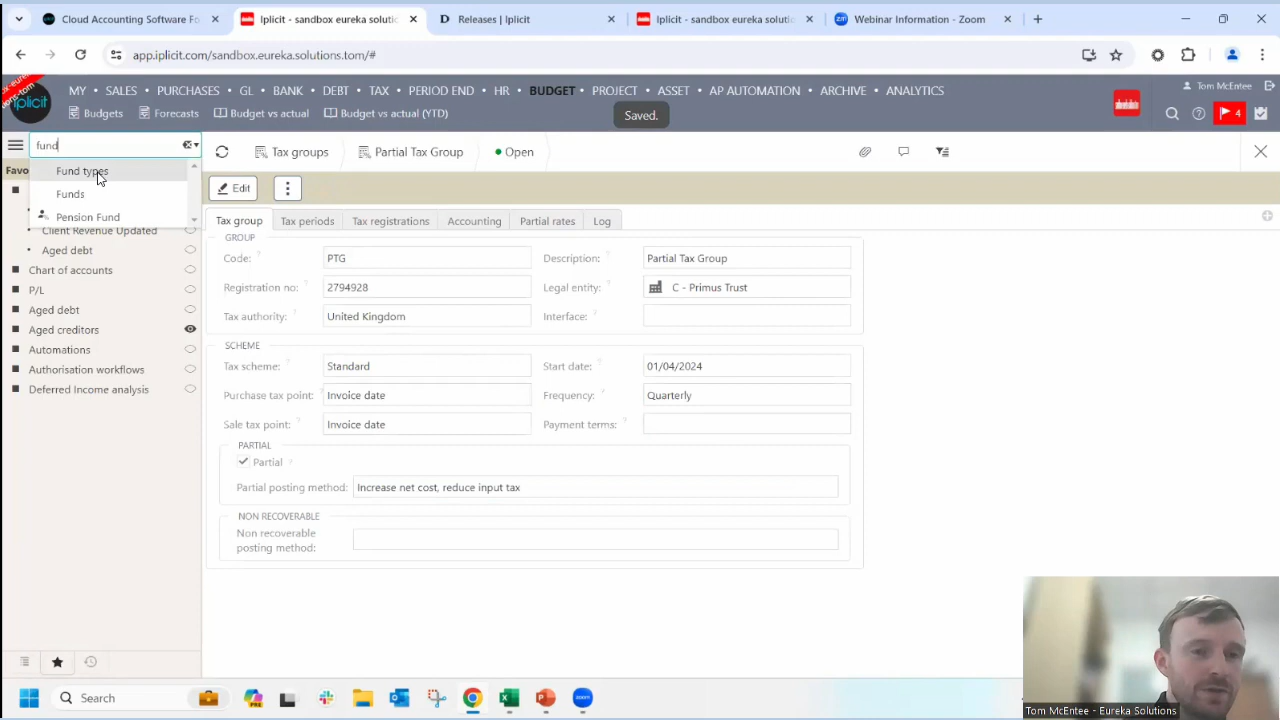 Cloud Accounting Software Fo
Iplicit - sandbox eureka solutic
Releases | Iplicit
Iplicit - sandbox eureka solutic
Webinar Information - Zoom
app.iplicit.com/sandbox.eureka.solutions.tom/#
MY SALES PURCHASES GL BANK DEBT TAX PERIOD END HR BUDGET PROJECT ASSET AP AUTOMATION ARCHIVE ANALYTICS
Tom McEntee
iplicit
Budgets Forecasts Budget vs actual Budget vs actual (YTD)
Saved.
4
fund
Fund types
Funds
Pension Fund
Favo
Client Revenue Updated
Aged debt
Chart of accounts
P/L
Aged debt
Aged creditors
Automations
Authorisation workflows
Deferred Income analysis
Tax groups Partial Tax Group Open
Edit
Tax group Tax periods Tax registrations Accounting Partial rates Log
GROUP
Code: ? PTG Description: ? Partial Tax Group
Registration no: ? 2794928 Legal entity: ? C - Primus Trust
Tax authority: ? United Kingdom Interface: ?
SCHEME
Tax scheme: ? Standard Start date: ? 01/04/2024
Purchase tax point: ? Invoice date Frequency: ? Quarterly
Sale tax point: ? Invoice date Payment terms: ?
PARTIAL
Partial ?
Partial posting method: Increase net cost, reduce input tax
NON RECOVERABLE
Non recoverable
posting method:
Search
Tom McEntee - Eureka Solutions